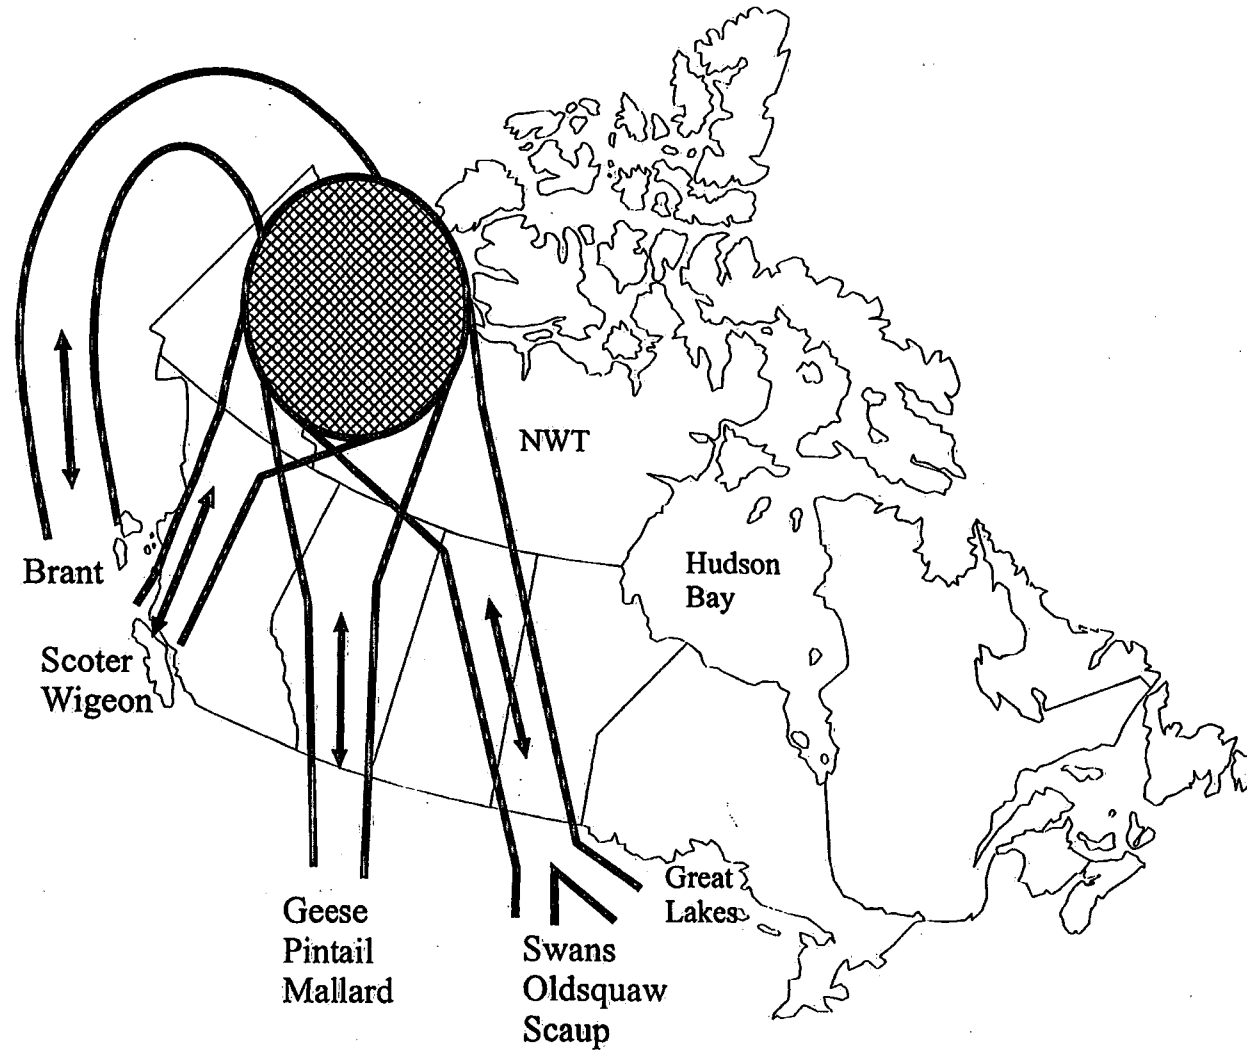 NWT
Hudson
Bay
Brant
Scoter
Wigeon
Great
Lakes
Geese
Pintail
Mallard
Swans
Oldsquaw
Scaup